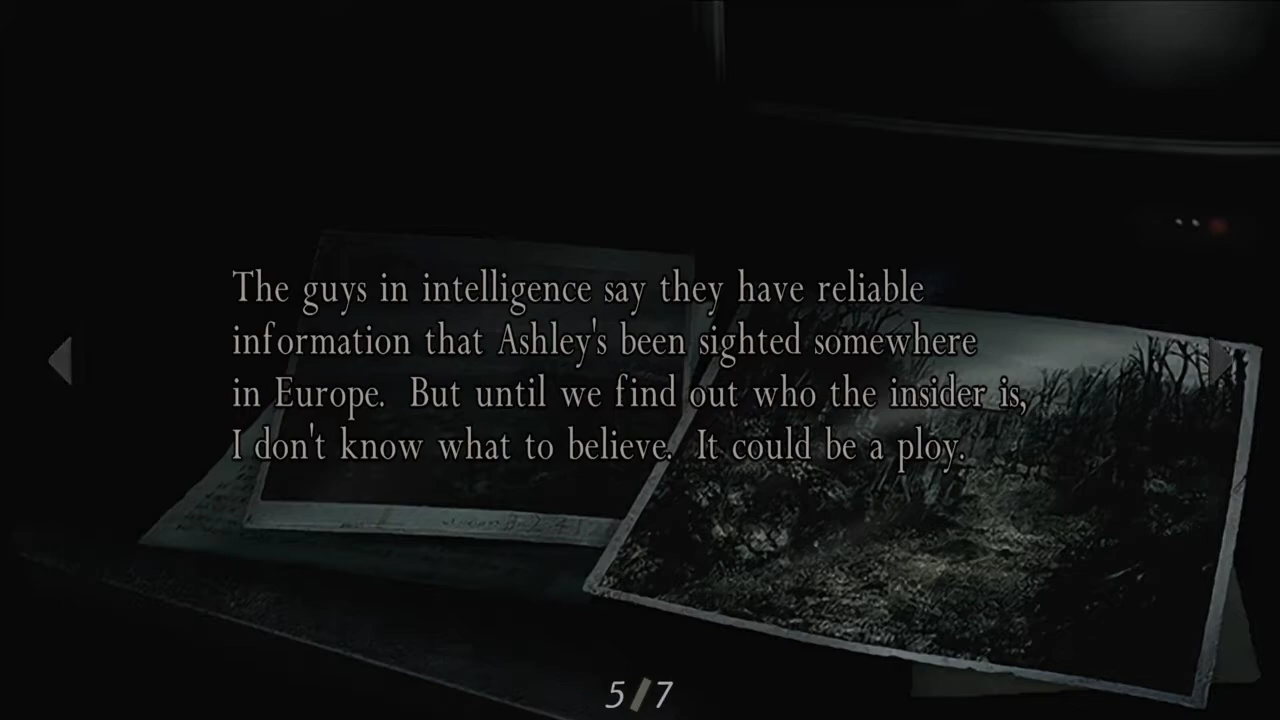 The guys in intelligence say they have reliable
information that Ashley's been sighted somewhere
in Europe.  But until we find out who the insider is,
I don't know what to believe.  It could be a ploy.
5/7